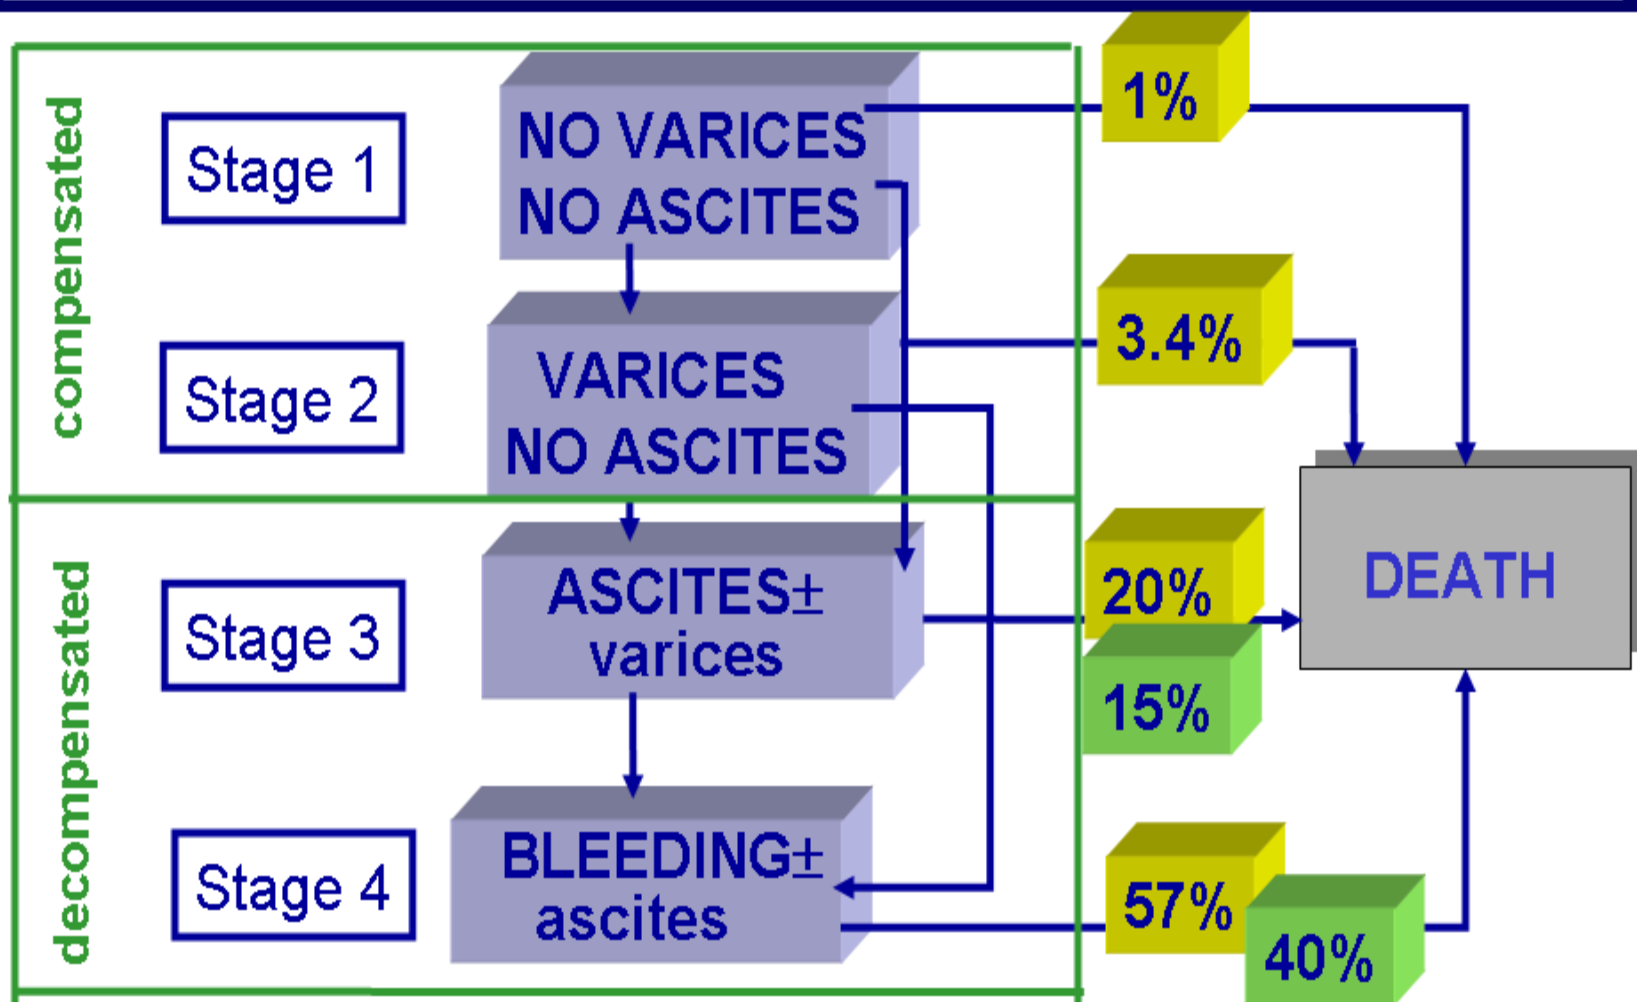 compensated
Stage 1
NO VARICES
NO ASCITES
1%
Stage 2
VARICES
NO ASCITES
3.4%
decompensated
Stage 3
ASCITES±
varices
20%
15%
DEATH
Stage 4
BLEEDING±
ascites
57%
40%